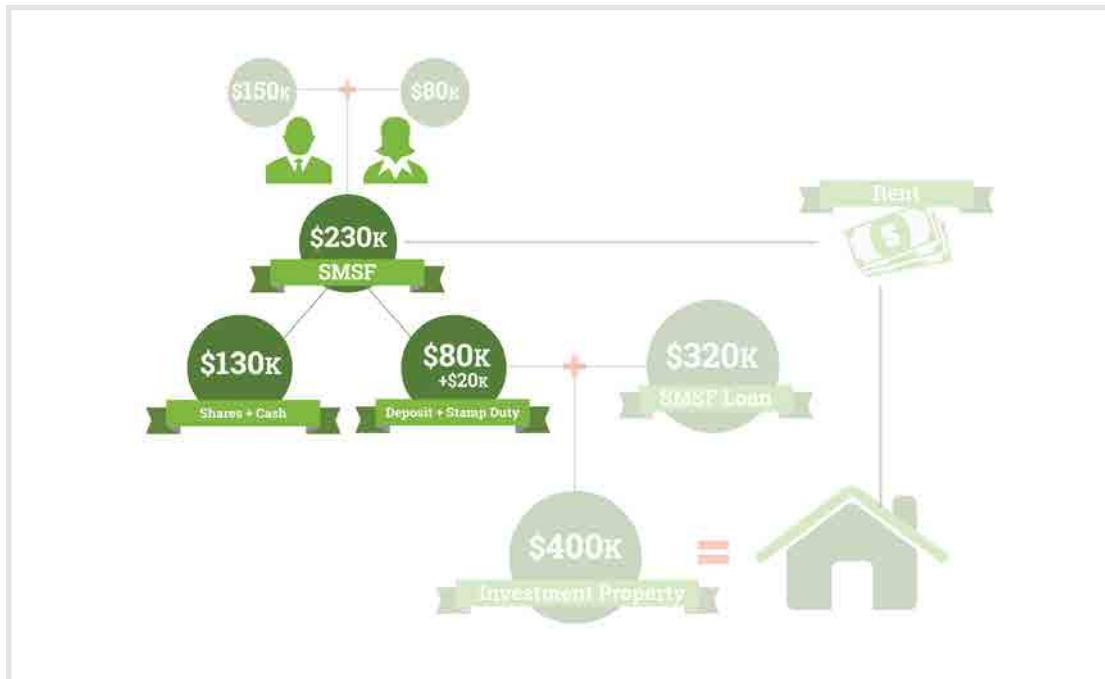 $150K
$80K
$230K
SMSF
Rent
$
$130K
Shares + Cash
$80K
+$20K
Deposit + Stamp Duty
$320K
SMSF Loan
$400K
Investment Property